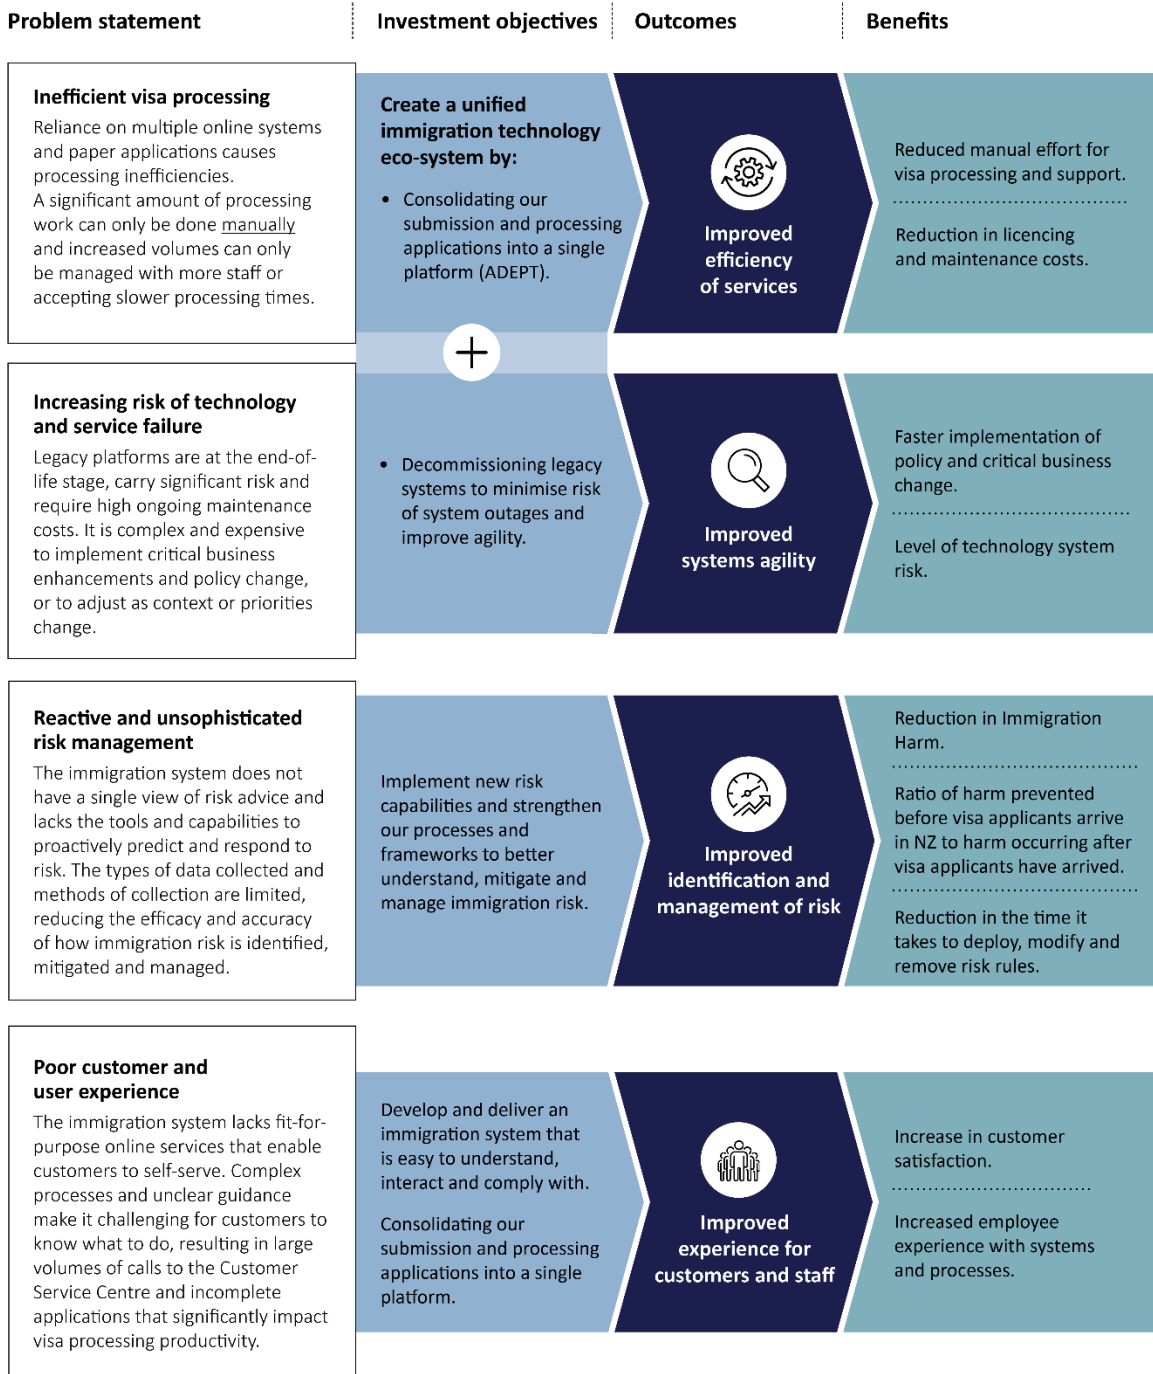 Problem statement
Investment objectives
Outcomes
Benefits
Inefficient visa processing
Reliance on multiple online systems
and paper applications causes
processing inefficiencies.
A significant amount of processing
work can only be done manually
and increased volumes can only
be managed with more staff or
accepting slower processing times.
Create a unified
immigration technology
eco-system by:
• Consolidating our
submission and processing
applications into a single
platform (ADEPT).
Improved
efficiency
of services
Reduced manual effort for
visa processing and support.
Reduction in licencing
and maintenance costs.
+
Increasing risk of technology
and service failure
Legacy platforms are at the end-of-
life stage, carry significant risk and
require high ongoing maintenance
costs. It is complex and expensive
to implement critical business
enhancements and policy change,
or to adjust as context or priorities
change.
• Decommissioning legacy
systems to minimise risk
of system outages and
improve agility.
Improved
systems agility
Faster implementation of
policy and critical business
change.
Level of technology system
risk.
Reactive and unsophisticated
risk management
The immigration system does not
have a single view of risk advice and
lacks the tools and capabilities to
proactively predict and respond to
risk. The types of data collected and
methods of collection are limited,
reducing the efficacy and accuracy
of how immigration risk is identified,
mitigated and managed.
Implement new risk
capabilities and strengthen
our processes and
frameworks to better
understand, mitigate and
manage immigration risk.
Improved
identification and
management of risk
Reduction in Immigration
Harm.
Ratio of harm prevented
before visa applicants arrive
in NZ to harm occurring after
visa applicants have arrived.
Reduction in the time it
takes to deploy, modify and
remove risk rules.
Poor customer and
user experience
The immigration system lacks fit-for-
purpose online services that enable
customers to self-serve. Complex
processes and unclear guidance
make it challenging for customers to
know what to do, resulting in large
volumes of calls to the Customer
Service Centre and incomplete
applications that significantly impact
visa processing productivity.
Develop and deliver an
immigration system that
is easy to understand,
interact and comply with.
Consolidating our
submission and processing
applications into a single
platform.
Improved
experience for
customers and staff
Increase in customer
satisfaction.
Increased employee
experience with systems
and processes.